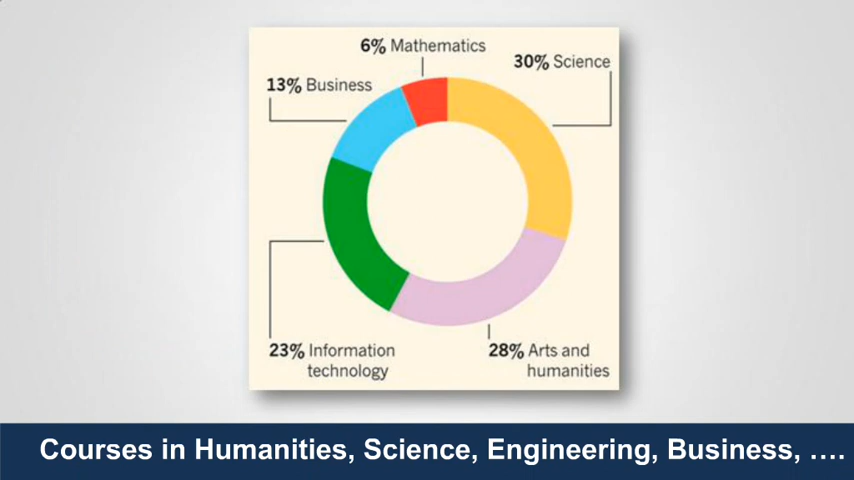 6% Mathematics
30% Science
13% Business
23% Information
technology
28% Arts and
humanities
Courses in Humanities, Science, Engineering, Business, ....